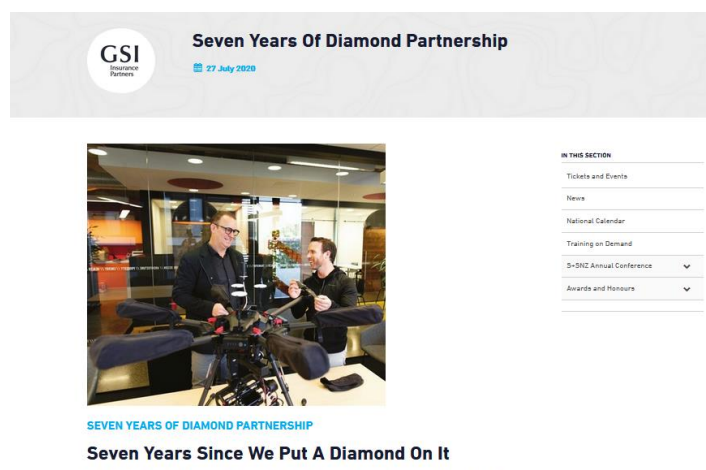 GSI
Insurance
Partners
Seven Years Of Diamond Partnership
27 July 2020
IN THIS SECTION
Tickets and Events
News
National Calendar
Training on Demand
S+SNZ Annual Conference
Awards and Honours
SEVEN YEARS OF DIAMOND PARTNERSHIP
Seven Years Since We Put A Diamond On It